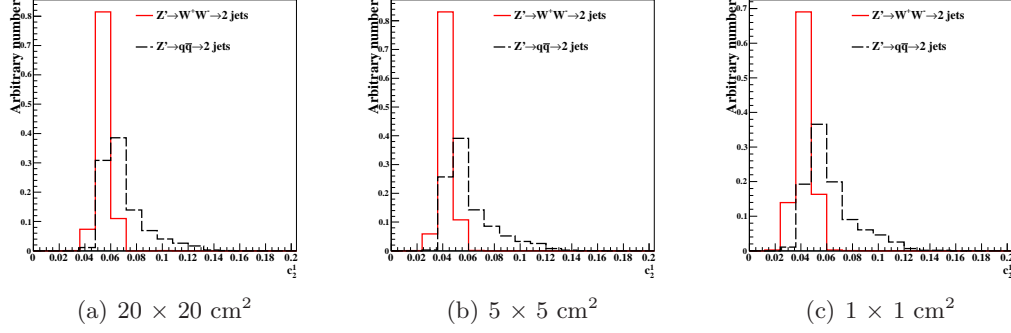 Arbitrary number
0.8
0.7
0.6
0.5
0.4
0.3
0.2
0.1
0
0 0.02 0.04 0.06 0.08 0.1 0.12 0.14 0.16 0.18 0.2
c₂¹
Z'→W⁺W⁻→2 jets
Z'→qq̅→2 jets
(a) 20 × 20 cm²
Arbitrary number
0.8
0.7
0.6
0.5
0.4
0.3
0.2
0.1
0
0 0.02 0.04 0.06 0.08 0.1 0.12 0.14 0.16 0.18 0.2
c₂¹
Z'→W⁺W⁻→2 jets
Z'→qq̅→2 jets
(b) 5 × 5 cm²
Arbitrary number
0.7
0.6
0.5
0.4
0.3
0.2
0.1
0
0 0.02 0.04 0.06 0.08 0.1 0.12 0.14 0.16 0.18 0.2
c₂¹
Z'→W⁺W⁻→2 jets
Z'→qq̅→2 jets
(c) 1 × 1 cm²